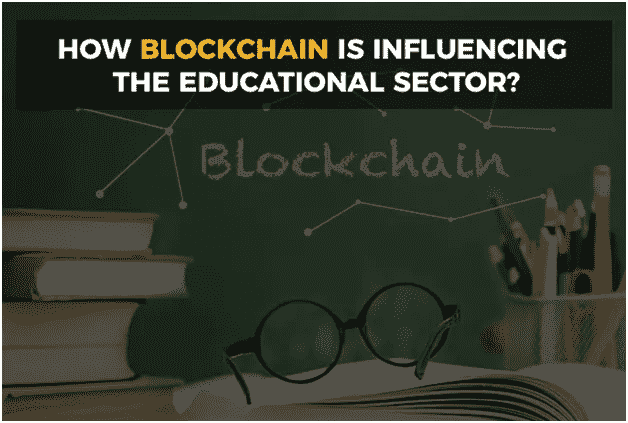 HOW BLOCKCHAIN IS INFLUENCING
THE EDUCATIONAL SECTOR?
Blockchain